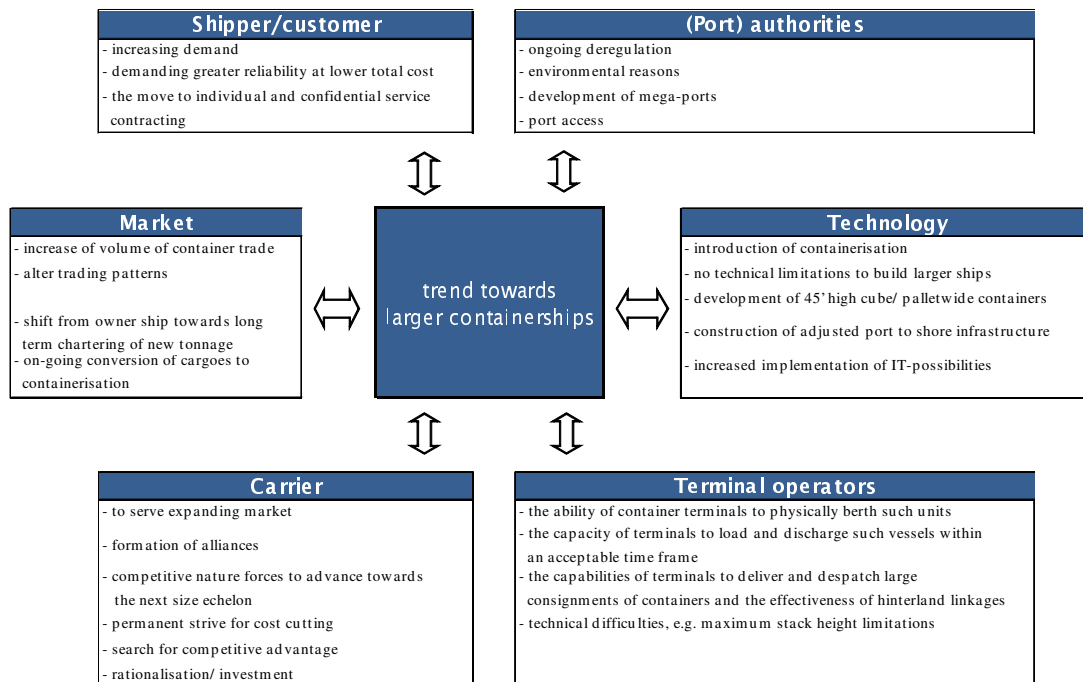 Shipper/customer
- increasing demand
- demanding greater reliability at lower total cost
- the move to individual and confidential service
contracting
(Port) authorities
- ongoing deregulation
- environmental reasons
- development of mega-ports
- port access
Market
- increase of volume of container trade
- alter trading patterns
- shift from owner ship towards long
term chartering of new tonnage
- on-going conversion of cargoes to
containerisation
trend towards
larger containerships
Technology
- introduction of containerisation
- no technical limitations to build larger ships
- development of 45' high cube/ palletwide containers
- construction of adjusted port to shore infrastructure
- increased implementation of IT-possibilities
Carrier
- to serve expanding market
- formation of alliances
- competitive nature forces to advance towards
the next size echelon
- permanent strive for cost cutting
- search for competitive advantage
- rationalisation/ investment
Terminal operators
- the ability of container terminals to physically berth such units
- the capacity of terminals to load and discharge such vessels within
an acceptable time frame
- the capabilities of terminals to deliver and despatch large
consignments of containers and the effectiveness of hinterland linkages
- technical difficulties, e.g. maximum stack height limitations